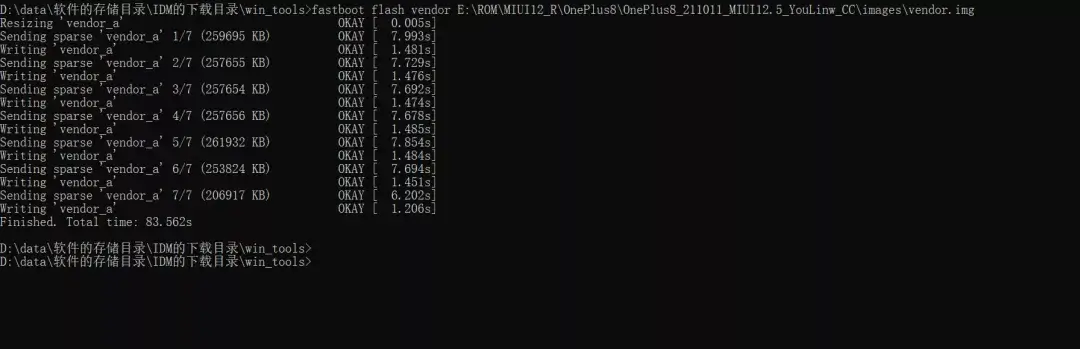 D:\data\软件的存储目录\IDM的下载目录\win_tools>fastboot flash vendor E:\ROM\MIUI12_R\OnePlus8\OnePlus8_211011_MIUI12.5_YouLinw_CC\images\vendor.img
Resizing 'vendor_a' OKAY [ 0.005s]
Sending sparse 'vendor_a' 1/7 (259695 KB) OKAY [ 7.993s]
Writing 'vendor_a' OKAY [ 1.481s]
Sending sparse 'vendor_a' 2/7 (257655 KB) OKAY [ 7.729s]
Writing 'vendor_a' OKAY [ 1.476s]
Sending sparse 'vendor_a' 3/7 (257654 KB) OKAY [ 7.692s]
Writing 'vendor_a' OKAY [ 1.474s]
Sending sparse 'vendor_a' 4/7 (257656 KB) OKAY [ 7.678s]
Writing 'vendor_a' OKAY [ 1.485s]
Sending sparse 'vendor_a' 5/7 (261932 KB) OKAY [ 7.854s]
Writing 'vendor_a' OKAY [ 1.484s]
Sending sparse 'vendor_a' 6/7 (253824 KB) OKAY [ 7.694s]
Writing 'vendor_a' OKAY [ 1.451s]
Sending sparse 'vendor_a' 7/7 (206917 KB) OKAY [ 6.202s]
Writing 'vendor_a' OKAY [ 1.206s]
Finished. Total time: 83.562s
D:\data\软件的存储目录\IDM的下载目录\win_tools>
D:\data\软件的存储目录\IDM的下载目录\win_tools>